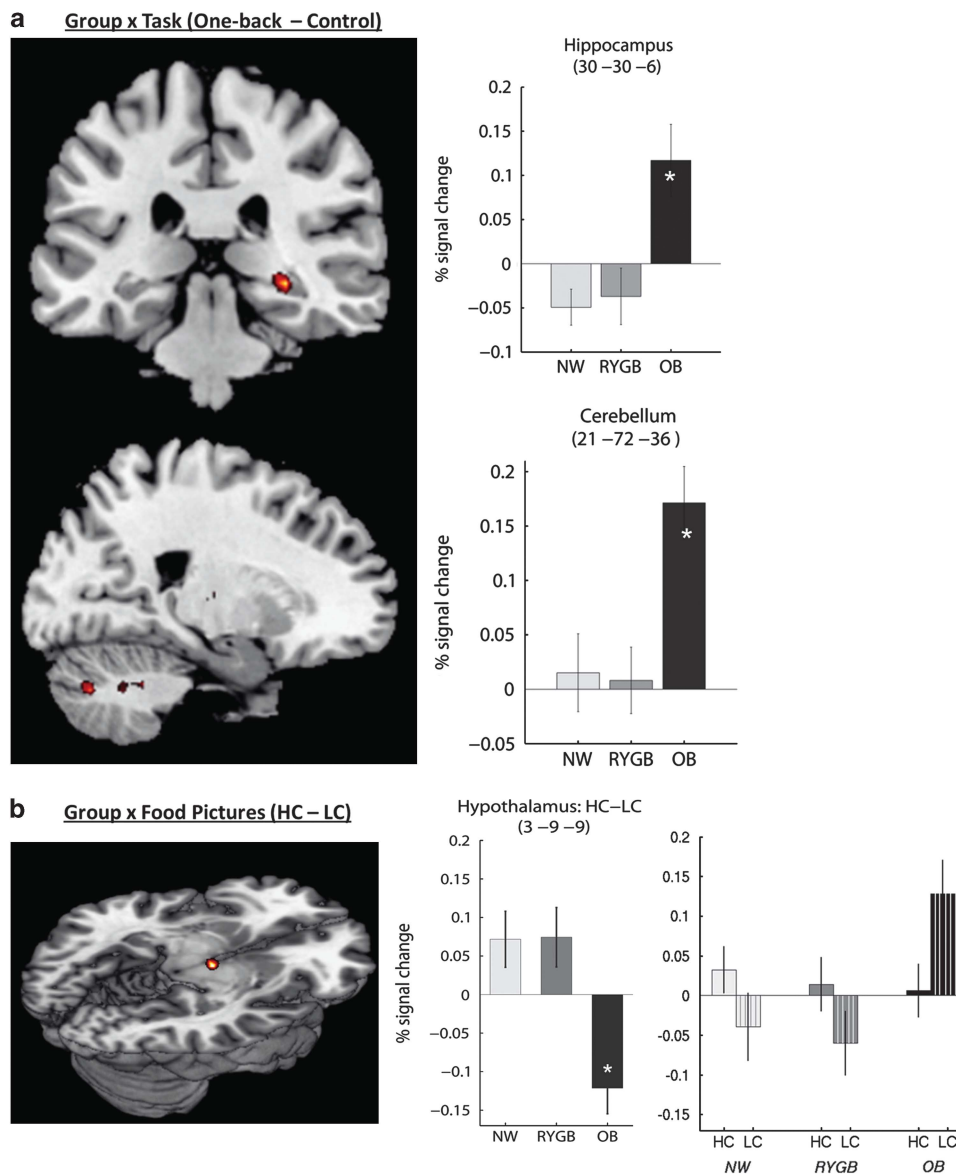 a
Group x Task (One-back – Control)
Hippocampus
(30 −30 −6)
% signal change
0.2
0.15
0.1
0.05
0
−0.05
−0.1
NW RYGB OB
*
Cerebellum
(21 −72 −36 )
% signal change
0.2
0.15
0.1
0.05
0
−0.05
NW RYGB OB
*
b
Group x Food Pictures (HC – LC)
Hypothalamus: HC−LC
(3 −9 −9)
% signal change
0.2
0.15
0.1
0.05
0
−0.05
−0.1
−0.15
NW RYGB OB
*
0.2
0.15
0.1
0.05
0
-0.05
-0.1
-0.15
HC LC HC LC HC LC
NW RYGB OB